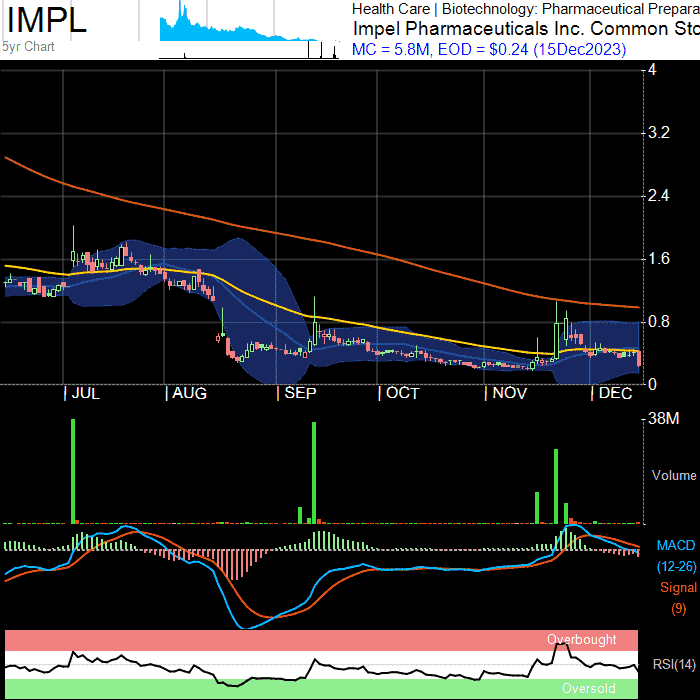 IMPL
5yr Chart
Health Care | Biotechnology: Pharmaceutical Prepara
Impel Pharmaceuticals Inc. Common Sto
MC = 5.8M, EOD = $0.24 (15Dec2023)
4
3.2
2.4
1.6
0.8
0
| JUL | AUG | SEP | OCT | NOV | DEC
38M
Volume
MACD
(12-26)
Signal
(9)
Overbought
RSI(14)
Oversold